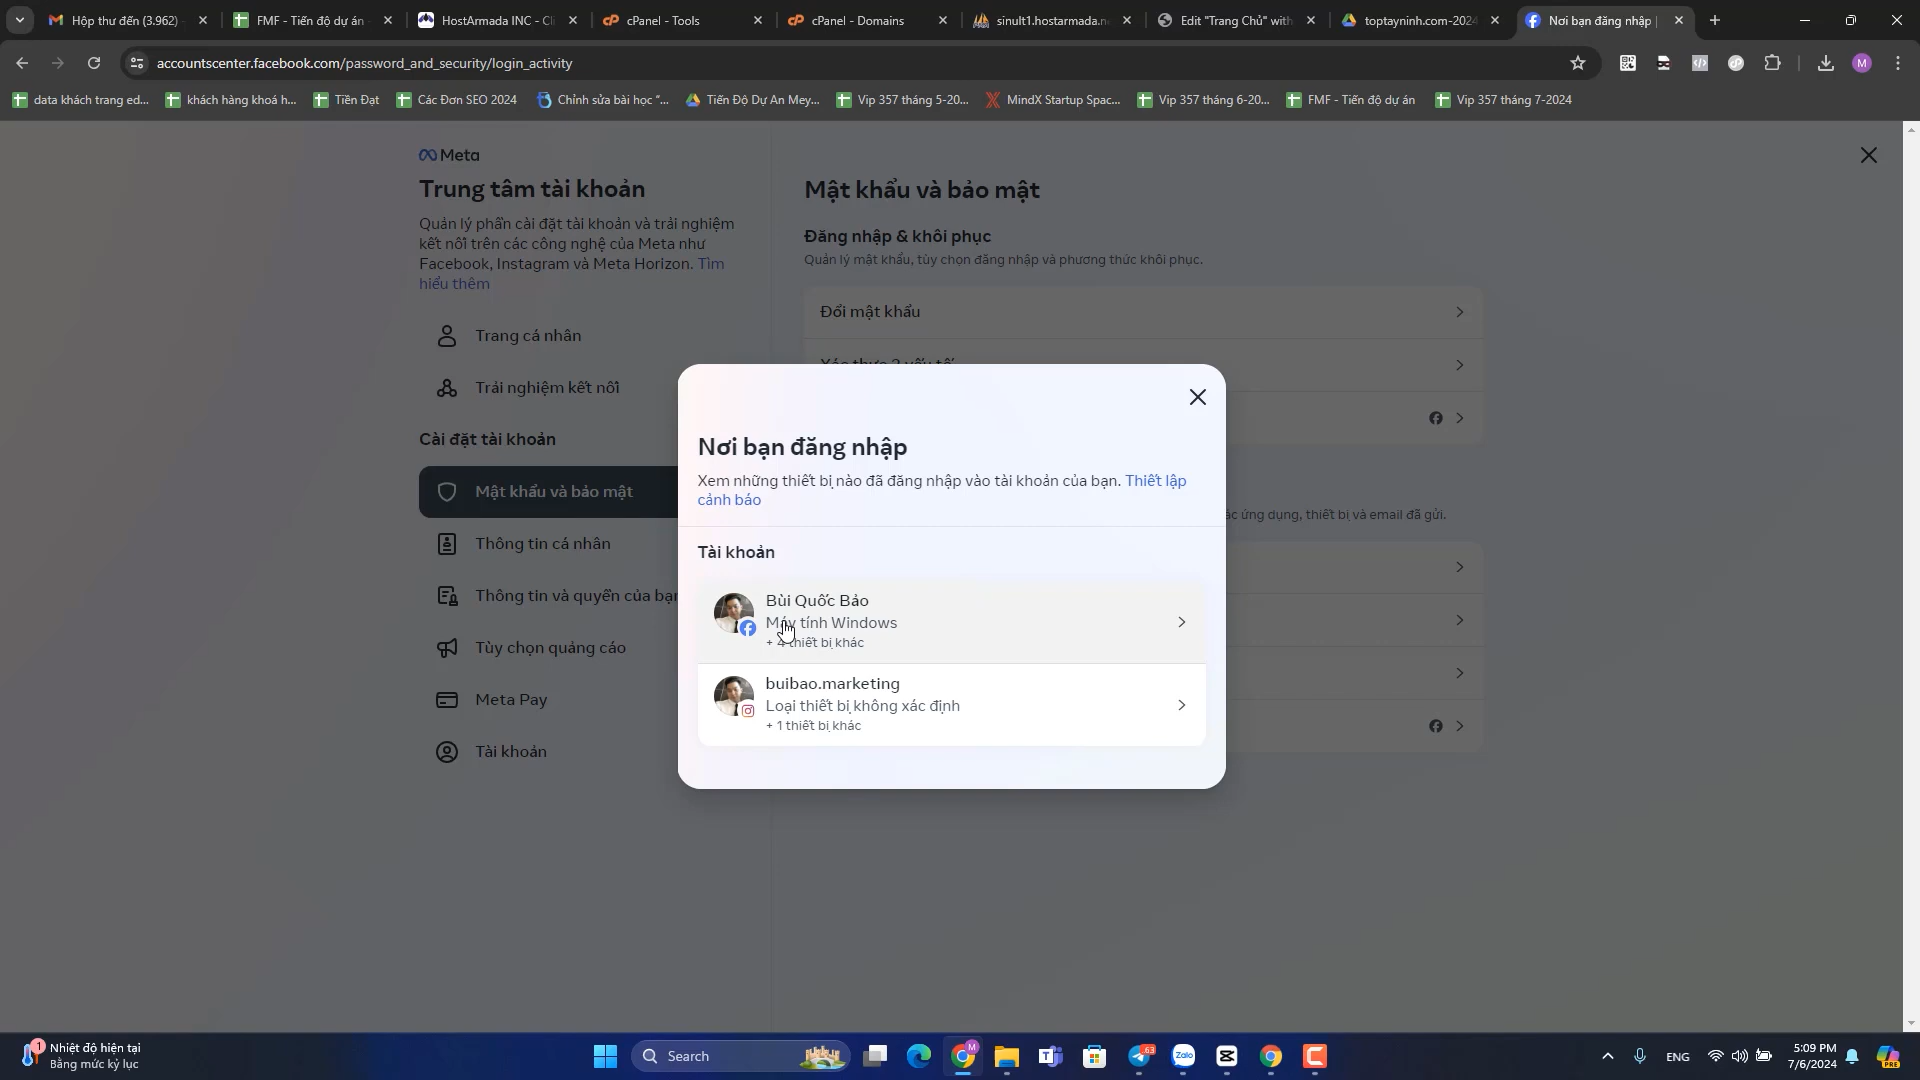 Hộp thư đến (3.962)
FMF - Tiến độ dự án
HostArmada INC - Cli
cPanel - Tools
cPanel - Domains
sinult1.hostarmada.n
Edit "Trang Chủ" with
toptayninh.com-2024
Nơi bạn đăng nhập |
accountscenter.facebook.com/password_and_security/login_activity
M
data khách trang ed...
khách hàng khoá h...
Tiền Đạt
Các Đơn SEO 2024
Chỉnh sửa bài học "...
Tiến Độ Dự An Mey...
Vip 357 tháng 5-20...
MindX Startup Spac...
Vip 357 tháng 6-20...
FMF - Tiến độ dự án
Vip 357 tháng 7-2024
Meta
Trung tâm tài khoản
Quản lý phần cài đặt tài khoản và trải nghiệm
kết nối trên các công nghệ của Meta như
Facebook, Instagram và Meta Horizon. Tìm
hiểu thêm
Trang cá nhân
Trải nghiệm kết nối
Cài đặt tài khoản
Mật khẩu và bảo mật
Thông tin cá nhân
Thông tin và quyền của bạn
Tùy chọn quảng cáo
Meta Pay
Tài khoản
Mật khẩu và bảo mật
Đăng nhập & khôi phục
Quản lý mật khẩu, tùy chọn đăng nhập và phương thức khôi phục.
Đổi mật khẩu
Xác thực 2 yếu tố
ác ứng dụng, thiết bị và email đã gửi.
Nơi bạn đăng nhập
Xem những thiết bị nào đã đăng nhập vào tài khoản của bạn. Thiết lập
cảnh báo
Tài khoản
Bùi Quốc Bảo
Máy tính Windows
+ 4 thiết bị khác
buibao.marketing
Loại thiết bị không xác định
+ 1 thiết bị khác
1
Nhiệt độ hiện tại
Bằng mức kỷ lục
Search
M
63
Zalo
ENG
5:09 PM
7/6/2024
PRE